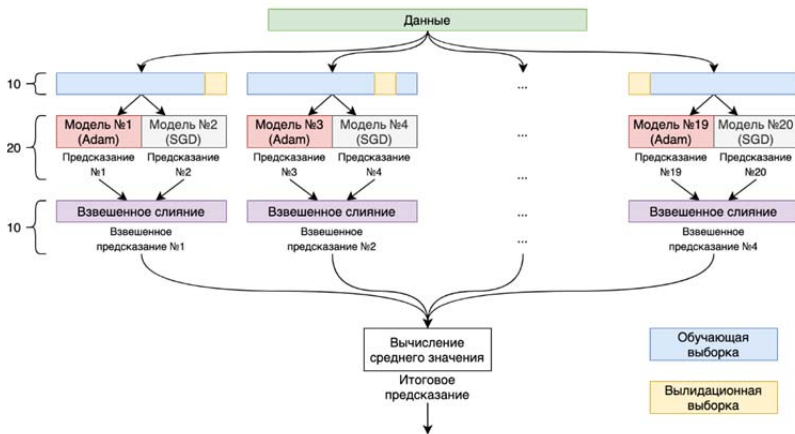 Данные
10
...
Модель №1
(Adam)
Модель №2
(SGD)
Модель №3
(Adam)
Модель №4
(SGD)
...
Модель №19
(Adam)
Модель №20
(SGD)
20
Предсказание
№1
Предсказание
№2
Предсказание
№3
Предсказание
№4
...
Предсказание
№19
Предсказание
№20
10
Взвешенное слияние
Взвешенное слияние
...
Взвешенное слияние
Взвешенное
предсказание №1
Взвешенное
предсказание №2
...
Взвешенное
предсказание №4
Вычисление
среднего значения
Итоговое
предсказание
Обучающая
выборка
Вылидационная
выборка